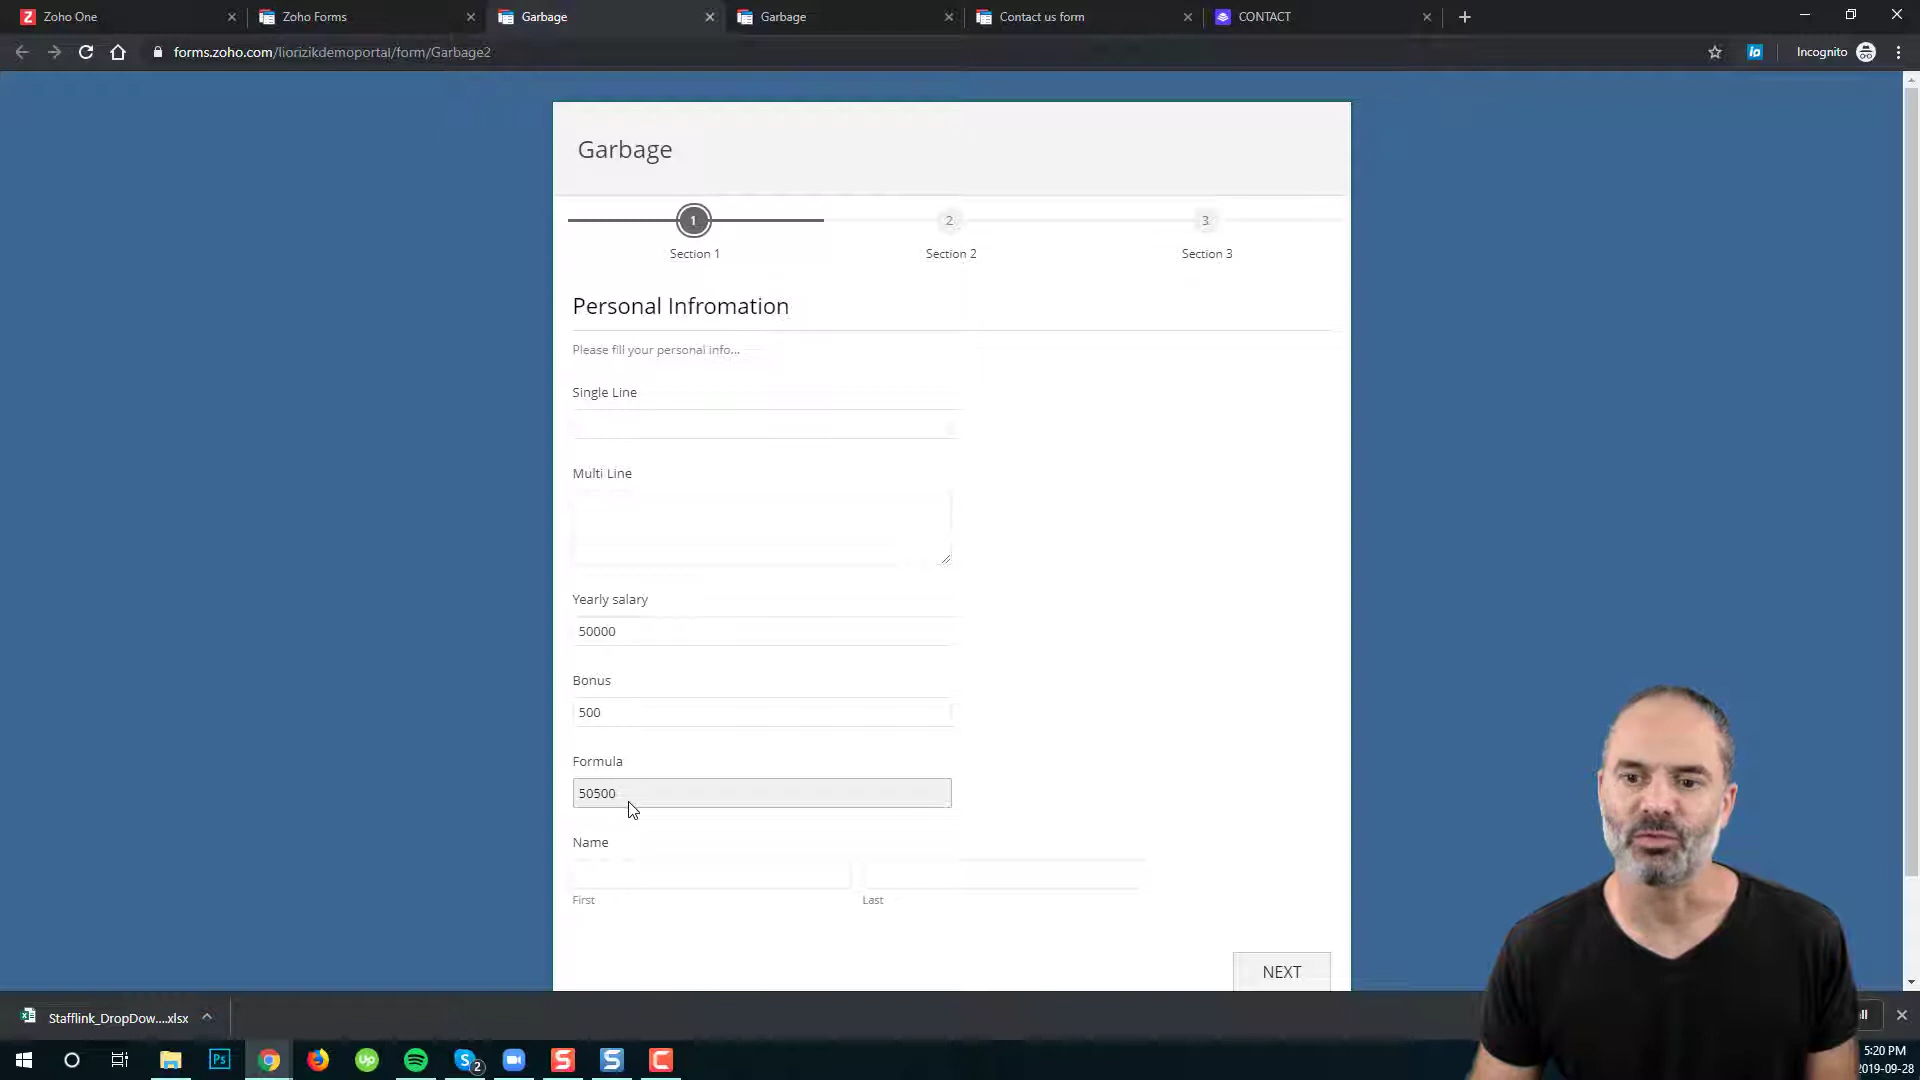 Zoho One
Zoho Forms
Garbage
Garbage
Contact us form
CONTACT
forms.zoho.com/liorizikdemoportal/form/Garbage2
Incognito
Garbage
1
2
3
Section 1
Section 2
Section 3
Personal Infromation
Please fill your personal info...
Single Line
Multi Line
Yearly salary
50000
Bonus
500
Formula
50500
Name
First
Last
NEXT
Stafflink_DropDow....xlsx
Ps
Up
2
5:20 PM
2019-09-28